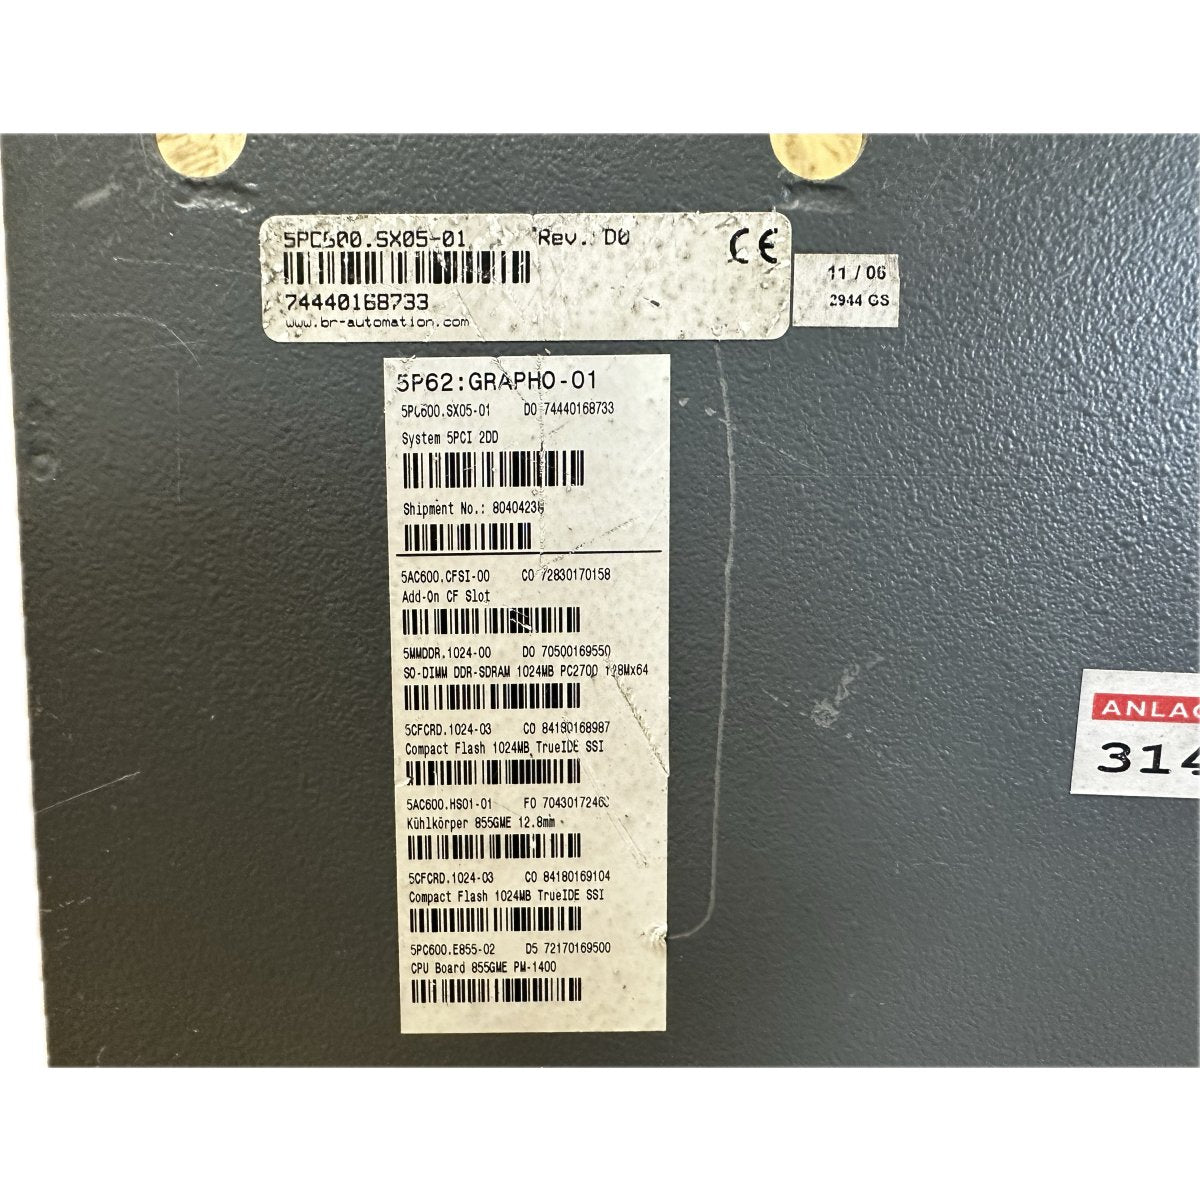 5PC600.SX05-01 Rev. D0 CE
74440168733
www.br-automation.com
11 / 06
2944 GS
5P62:GRAPHO-01
5PC600.SX05-01 D0 74440168733
System 5PCI 2DD
Shipment No.:
5AC600.CFSI-00 C0 72830170158
Add-On CF Slot
5MMDDR.1024-00 D0 70500169550
SO-DIMM DDR-SDRAM 1024MB PC2700 128Mx64
5CFCRD.1024-03 C0 84180168987
Compact Flash 1024MB TrueIDE SSI
5AC600.HS01-01 F0
Kühlkörper 855GME 12.8mm
5CFCRD.1024-03 C0 84180169104
Compact Flash 1024MB TrueIDE SSI
5PC600.E855-02 D5 72170169500
CPU Board 855GME PM-1400
ANLAG
314